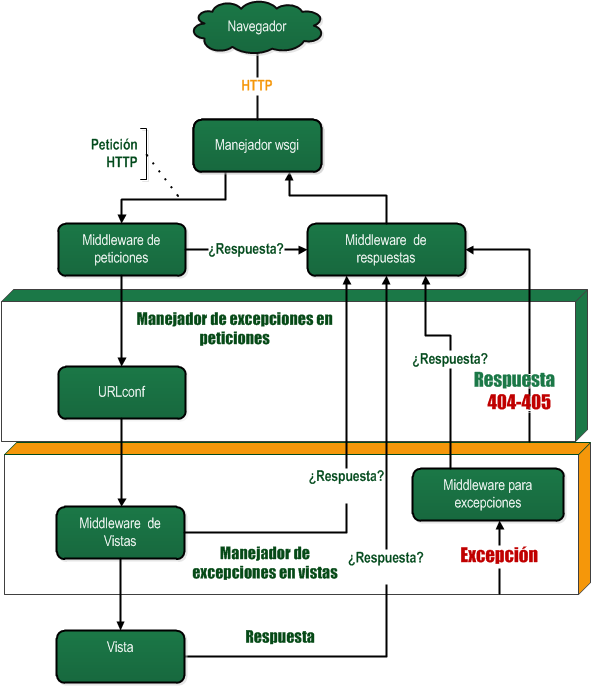 Navegador
HTTP
Manejador wsgi
Petición
HTTP
Middleware de
peticiones
¿Respuesta?
Middleware de
respuestas
Manejador de excepciones en
peticiones
¿Respuesta?
Respuesta
404-405
URLconf
¿Respuesta?
Middleware para
excepciones
Middleware de
Vistas
Manejador de
excepciones en vistas
¿Respuesta?
Excepción
Respuesta
Vista